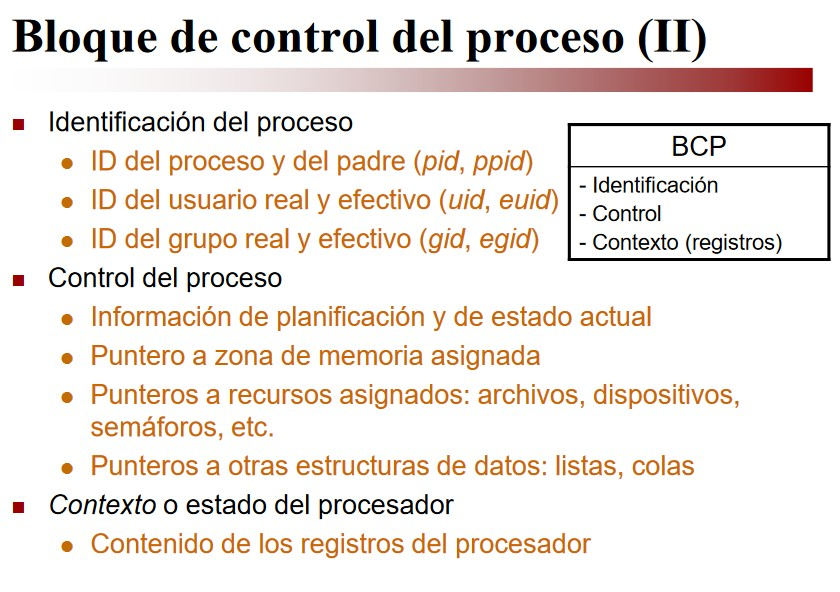 Bloque de control del proceso (II)
Identificación del proceso
ID del proceso y del padre (pid, ppid)
ID del usuario real y efectivo (uid, euid)
ID del grupo real y efectivo (gid, egid)
BCP
- Identificación
- Control
- Contexto (registros)
Control del proceso
Información de planificación y de estado actual
Puntero a zona de memoria asignada
Punteros a recursos asignados: archivos, dispositivos,
semáforos, etc.
Punteros a otras estructuras de datos: listas, colas
Contexto o estado del procesador
Contenido de los registros del procesador